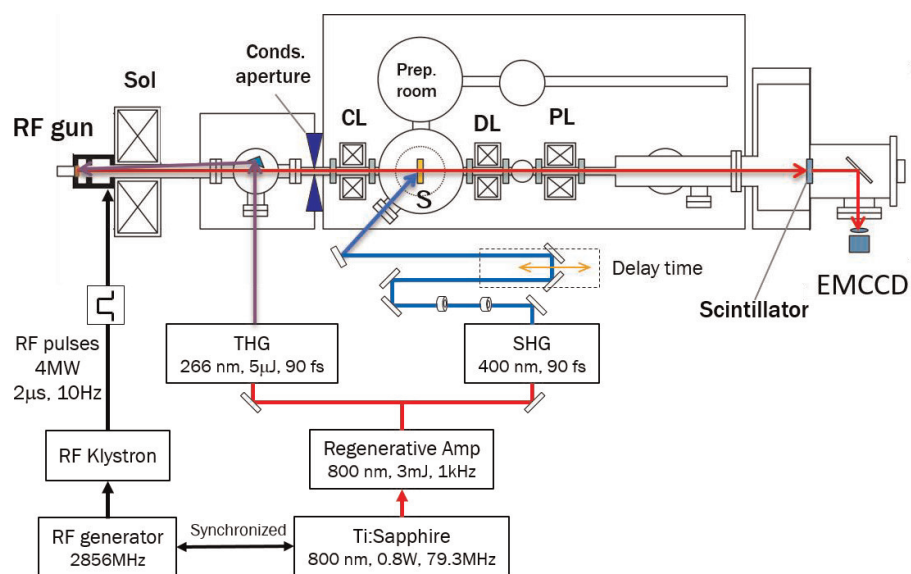 Conds.
aperture
Sol
CL
Prep.
room
DL
PL
RF gun
S
Delay time
EMCCD
Scintillator
RF pulses
4MW
2μs, 10Hz
THG
266 nm, 5μJ, 90 fs
SHG
400 nm, 90 fs
RF Klystron
Regenerative Amp
800 nm, 3mJ, 1kHz
RF generator
2856MHz
Synchronized
Ti:Sapphire
800 nm, 0.8W, 79.3MHz